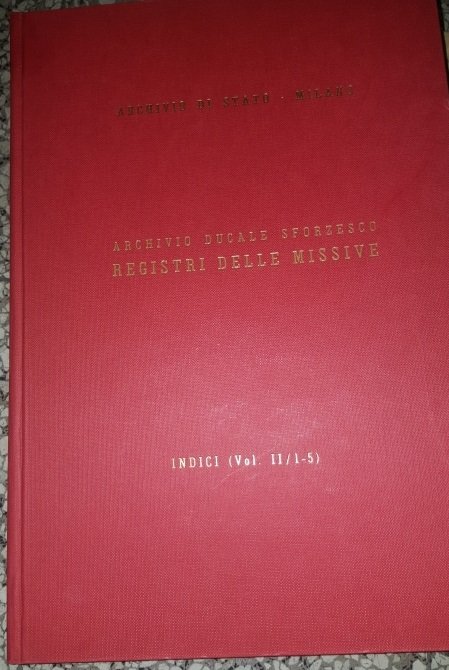 ARCHIVIO DI STATO - MILANO
ARCHIVIO DUCALE SFORZESCO
REGISTRI DELLE MISSIVE
INDICI (Vol. II/1-5)